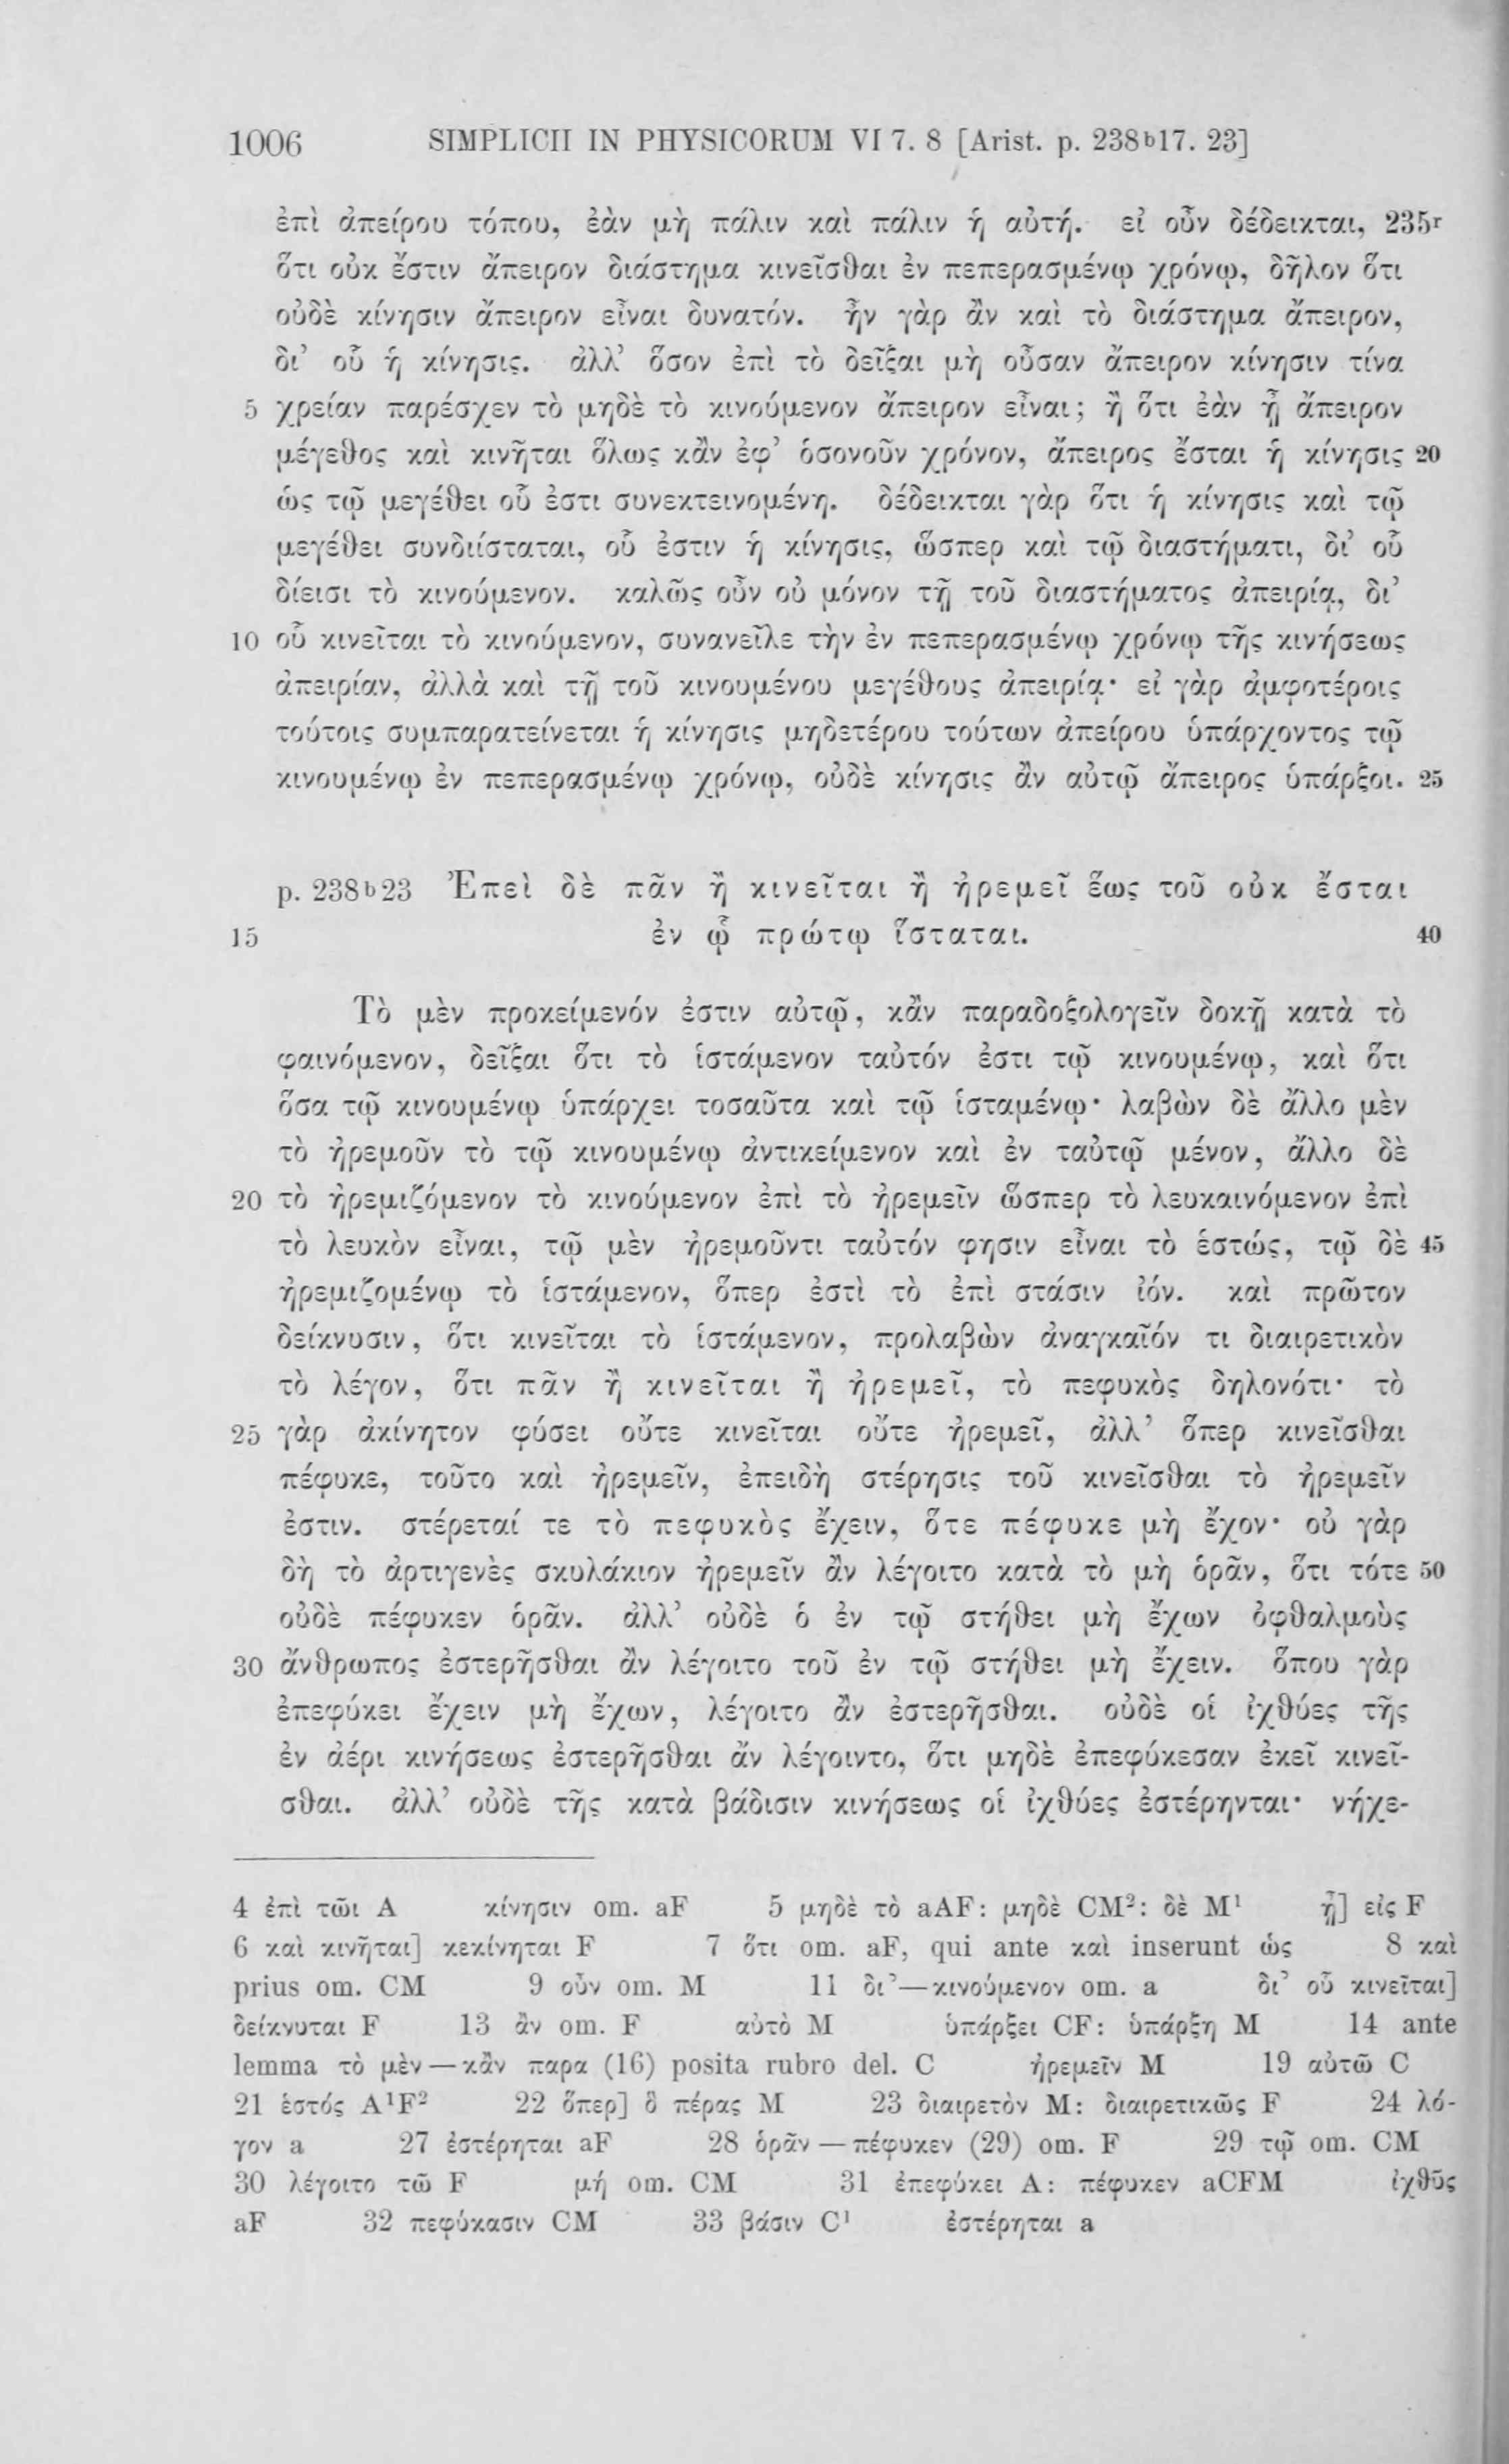 1006 SIMPLICII IN PHYSICORUM VI 7. 8 [Arist. p. 238ᵇ17. 23]
ἐπὶ ἀπείρου τόπου, ἐὰν μὴ πάλιν καὶ πάλιν ἡ αὐτή. εἰ οὖν δέδεικται, 235ʳ
ὅτι οὐκ ἔστιν ἄπειρον διάστημα κινεῖσθαι ἐν πεπερασμένῳ χρόνῳ, δῆλον ὅτι
οὐδὲ κίνησιν ἄπειρον εἶναι δυνατόν. ἦν γὰρ ἂν καὶ τὸ διάστημα ἄπειρον,
δι’ οὗ ἡ κίνησις. ἀλλ’ ὅσον ἐπὶ τὸ δεῖξαι μὴ οὖσαν ἄπειρον κίνησιν τίνα
5 χρείαν παρέσχεν τὸ μηδὲ τὸ κινούμενον ἄπειρον εἶναι; ἢ ὅτι ἐὰν ᾖ ἄπειρον
μέγεθος καὶ κινῆται ὅλως κἂν ἐφ’ ὁσονοῦν χρόνον, ἄπειρος ἔσται ἡ κίνησις 20
ὡς τῷ μεγέθει οὗ ἐστι συνεκτεινομένη. δέδεικται γὰρ ὅτι ἡ κίνησις καὶ τῷ
μεγέθει συνδιίσταται, οὗ ἐστιν ἡ κίνησις, ὥσπερ καὶ τῷ διαστήματι, δι’ οὗ
δίεισι τὸ κινούμενον. καλῶς οὖν οὐ μόνον τῇ τοῦ διαστήματος ἀπειρίᾳ, δι’
10 οὗ κινεῖται τὸ κινούμενον, συνανεῖλε τὴν ἐν πεπερασμένῳ χρόνῳ τῆς κινήσεως
ἀπειρίαν, ἀλλὰ καὶ τῇ τοῦ κινουμένου μεγέθους ἀπειρίᾳ· εἰ γὰρ ἀμφοτέροις
τούτοις συμπαρατείνεται ἡ κίνησις μηδετέρου τούτων ἀπείρου ὑπάρχοντος τῷ
κινουμένῳ ἐν πεπερασμένῳ χρόνῳ, οὐδὲ κίνησις ἂν αὐτῷ ἄπειρος ὑπάρξοι. 25
p. 238ᵇ23 Ἐπεὶ δὲ πᾶν ἢ κινεῖται ἢ ἠρεμεῖ ἕως τοῦ οὐκ ἔσται
15 ἐν ᾧ πρώτῳ ἵσταται. 40
Τὸ μὲν προκείμενόν ἐστιν αὐτῷ, κἂν παραδοξολογεῖν δοκῇ κατὰ τὸ
φαινόμενον, δεῖξαι ὅτι τὸ ἱστάμενον ταὐτόν ἐστι τῷ κινουμένῳ, καὶ ὅτι
ὅσα τῷ κινουμένῳ ὑπάρχει τοσαῦτα καὶ τῷ ἱσταμένῳ· λαβὼν δὲ ἄλλο μὲν
τὸ ἠρεμοῦν τὸ τῷ κινουμένῳ ἀντικείμενον καὶ ἐν ταὐτῷ μένον, ἄλλο δὲ
20 τὸ ἠρεμιζόμενον τὸ κινούμενον ἐπὶ τὸ ἠρεμεῖν ὥσπερ τὸ λευκαινόμενον ἐπὶ
τὸ λευκὸν εἶναι, τῷ μὲν ἠρεμοῦντι ταὐτόν φησιν εἶναι τὸ ἑστώς, τῷ δὲ 45
ἠρεμιζομένῳ τὸ ἱστάμενον, ὅπερ ἐστὶ τὸ ἐπὶ στάσιν ἰόν. καὶ πρῶτον
δείκνυσιν, ὅτι κινεῖται τὸ ἱστάμενον, προλαβὼν ἀναγκαῖόν τι διαιρετικὸν
τὸ λέγον, ὅτι πᾶν ἢ κινεῖται ἢ ἠρεμεῖ, τὸ πεφυκὸς δηλονότι· τὸ
25 γὰρ ἀκίνητον φύσει οὔτε κινεῖται οὔτε ἠρεμεῖ, ἀλλ’ ὅπερ κινεῖσθαι
πέφυκε, τοῦτο καὶ ἠρεμεῖν, ἐπειδὴ στέρησις τοῦ κινεῖσθαι τὸ ἠρεμεῖν
ἐστιν. στέρεταί τε τὸ πεφυκὸς ἔχειν, ὅτε πέφυκε μὴ ἔχον· οὐ γὰρ
δὴ τὸ ἀρτιγενὲς σκυλάκιον ἠρεμεῖν ἂν λέγοιτο κατὰ τὸ μὴ ὁρᾶν, ὅτι τότε 50
οὐδὲ πέφυκεν ὁρᾶν. ἀλλ’ οὐδὲ ὁ ἐν τῷ στήθει μὴ ἔχων ὀφθαλμοὺς
30 ἄνθρωπος ἐστερῆσθαι ἂν λέγοιτο τοῦ ἐν τῷ στήθει μὴ ἔχειν. ὅπου γὰρ
ἐπεφύκει ἔχειν μὴ ἔχων, λέγοιτο ἂν ἐστερῆσθαι. οὐδὲ οἱ ἰχθύες τῆς
ἐν ἀέρι κινήσεως ἐστερῆσθαι ἂν λέγοιντο, ὅτι μηδὲ ἐπεφύκεσαν ἐκεῖ κινεῖ-
σθαι. ἀλλ’ οὐδὲ τῆς κατὰ βάδισιν κινήσεως οἱ ἰχθύες ἐστέρηνται· νήχε-
4 ἐπὶ τῶι A κίνησιν om. aF 5 μηδὲ τὸ aAF: μηδὲ CM²: δὲ M¹ ᾖ] εἰς F
6 καὶ κινῆται] κεκίνηται F 7 ὅτι om. aF, qui ante καὶ inserunt ὡς 8 καὶ
prius om. CM 9 οὖν om. M 11 δι’—κινούμενον om. a δι’ οὗ κινεῖται]
δείκνυται F 13 ἂν om. F αὐτὸ M ὑπάρξει CF: ὑπάρξῃ M 14 ante
lemma τὸ μὲν—κἂν παρα (16) posita rubro del. C ἠρεμεῖν M 19 αὐτῶ C
21 ἑστός A¹F² 22 ὅπερ] ὃ πέρας M 23 διαιρετὸν M: διαιρετικῶς F 24 λό-
γον a 27 ἐστέρηται aF 28 ὁρᾶν—πέφυκεν (29) om. F 29 τῷ om. CM
30 λέγοιτο τῶ F μή om. CM 31 ἐπεφύκει A: πέφυκεν aCFM ἰχθῦς
aF 32 πεφύκασιν CM 33 βάσιν C¹ ἐστέρηται a